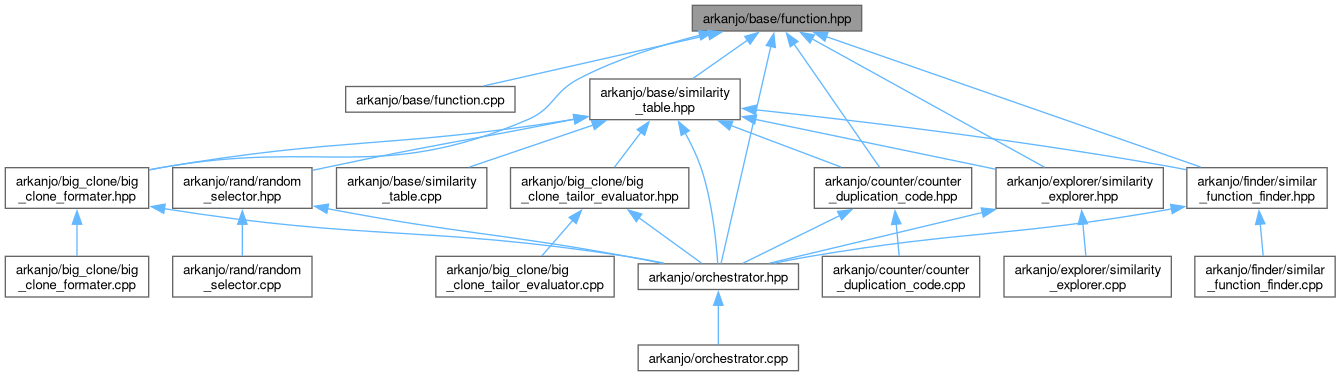 arkanjo/base/function.hpp
arkanjo/base/function.cpp
arkanjo/base/similarity
_table.hpp
arkanjo/big_clone/big
_clone_formater.hpp
arkanjo/rand/random
_selector.hpp
arkanjo/base/similarity
_table.cpp
arkanjo/big_clone/big
_clone_tailor_evaluator.hpp
arkanjo/counter/counter
_duplication_code.hpp
arkanjo/explorer/similarity
_explorer.hpp
arkanjo/finder/similar
_function_finder.hpp
arkanjo/big_clone/big
_clone_formater.cpp
arkanjo/rand/random
_selector.cpp
arkanjo/big_clone/big
_clone_tailor_evaluator.cpp
arkanjo/orchestrator.hpp
arkanjo/counter/counter
_duplication_code.cpp
arkanjo/explorer/similarity
_explorer.cpp
arkanjo/finder/similar
_function_finder.cpp
arkanjo/orchestrator.cpp